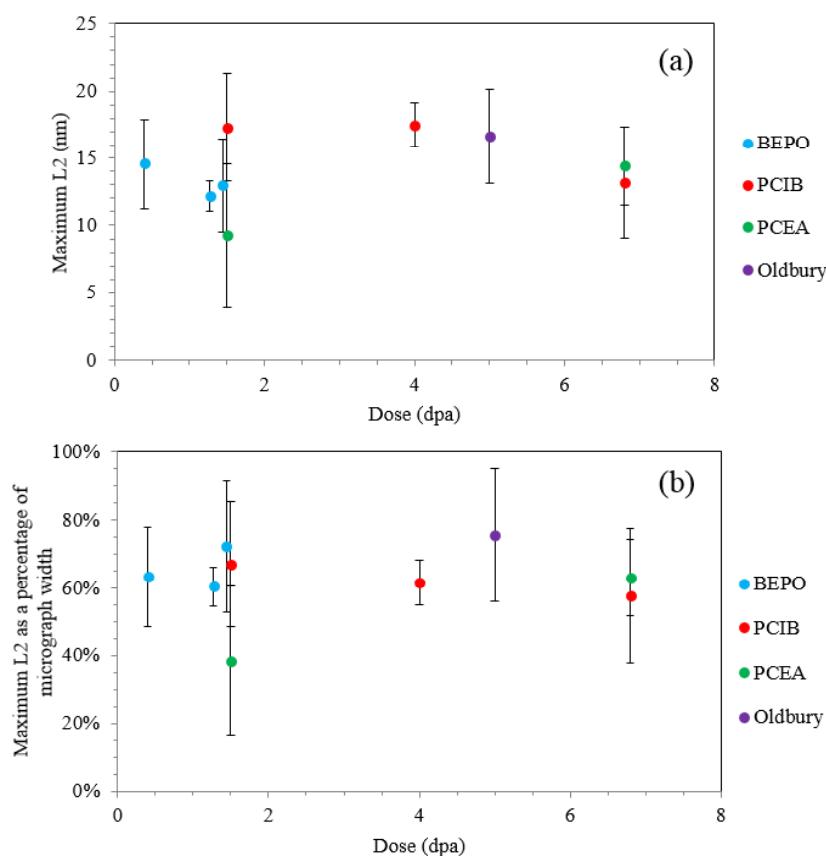 (a)
Maximum L2 (nm)
25
20
15
10
5
0
0 2 4 6 8
Dose (dpa)
BEPO
PCIB
PCEA
Oldbury
(b)
Maximum L2 as a percentage of
micrograph width
100%
80%
60%
40%
20%
0%
0 2 4 6 8
Dose (dpa)
BEPO
PCIB
PCEA
Oldbury